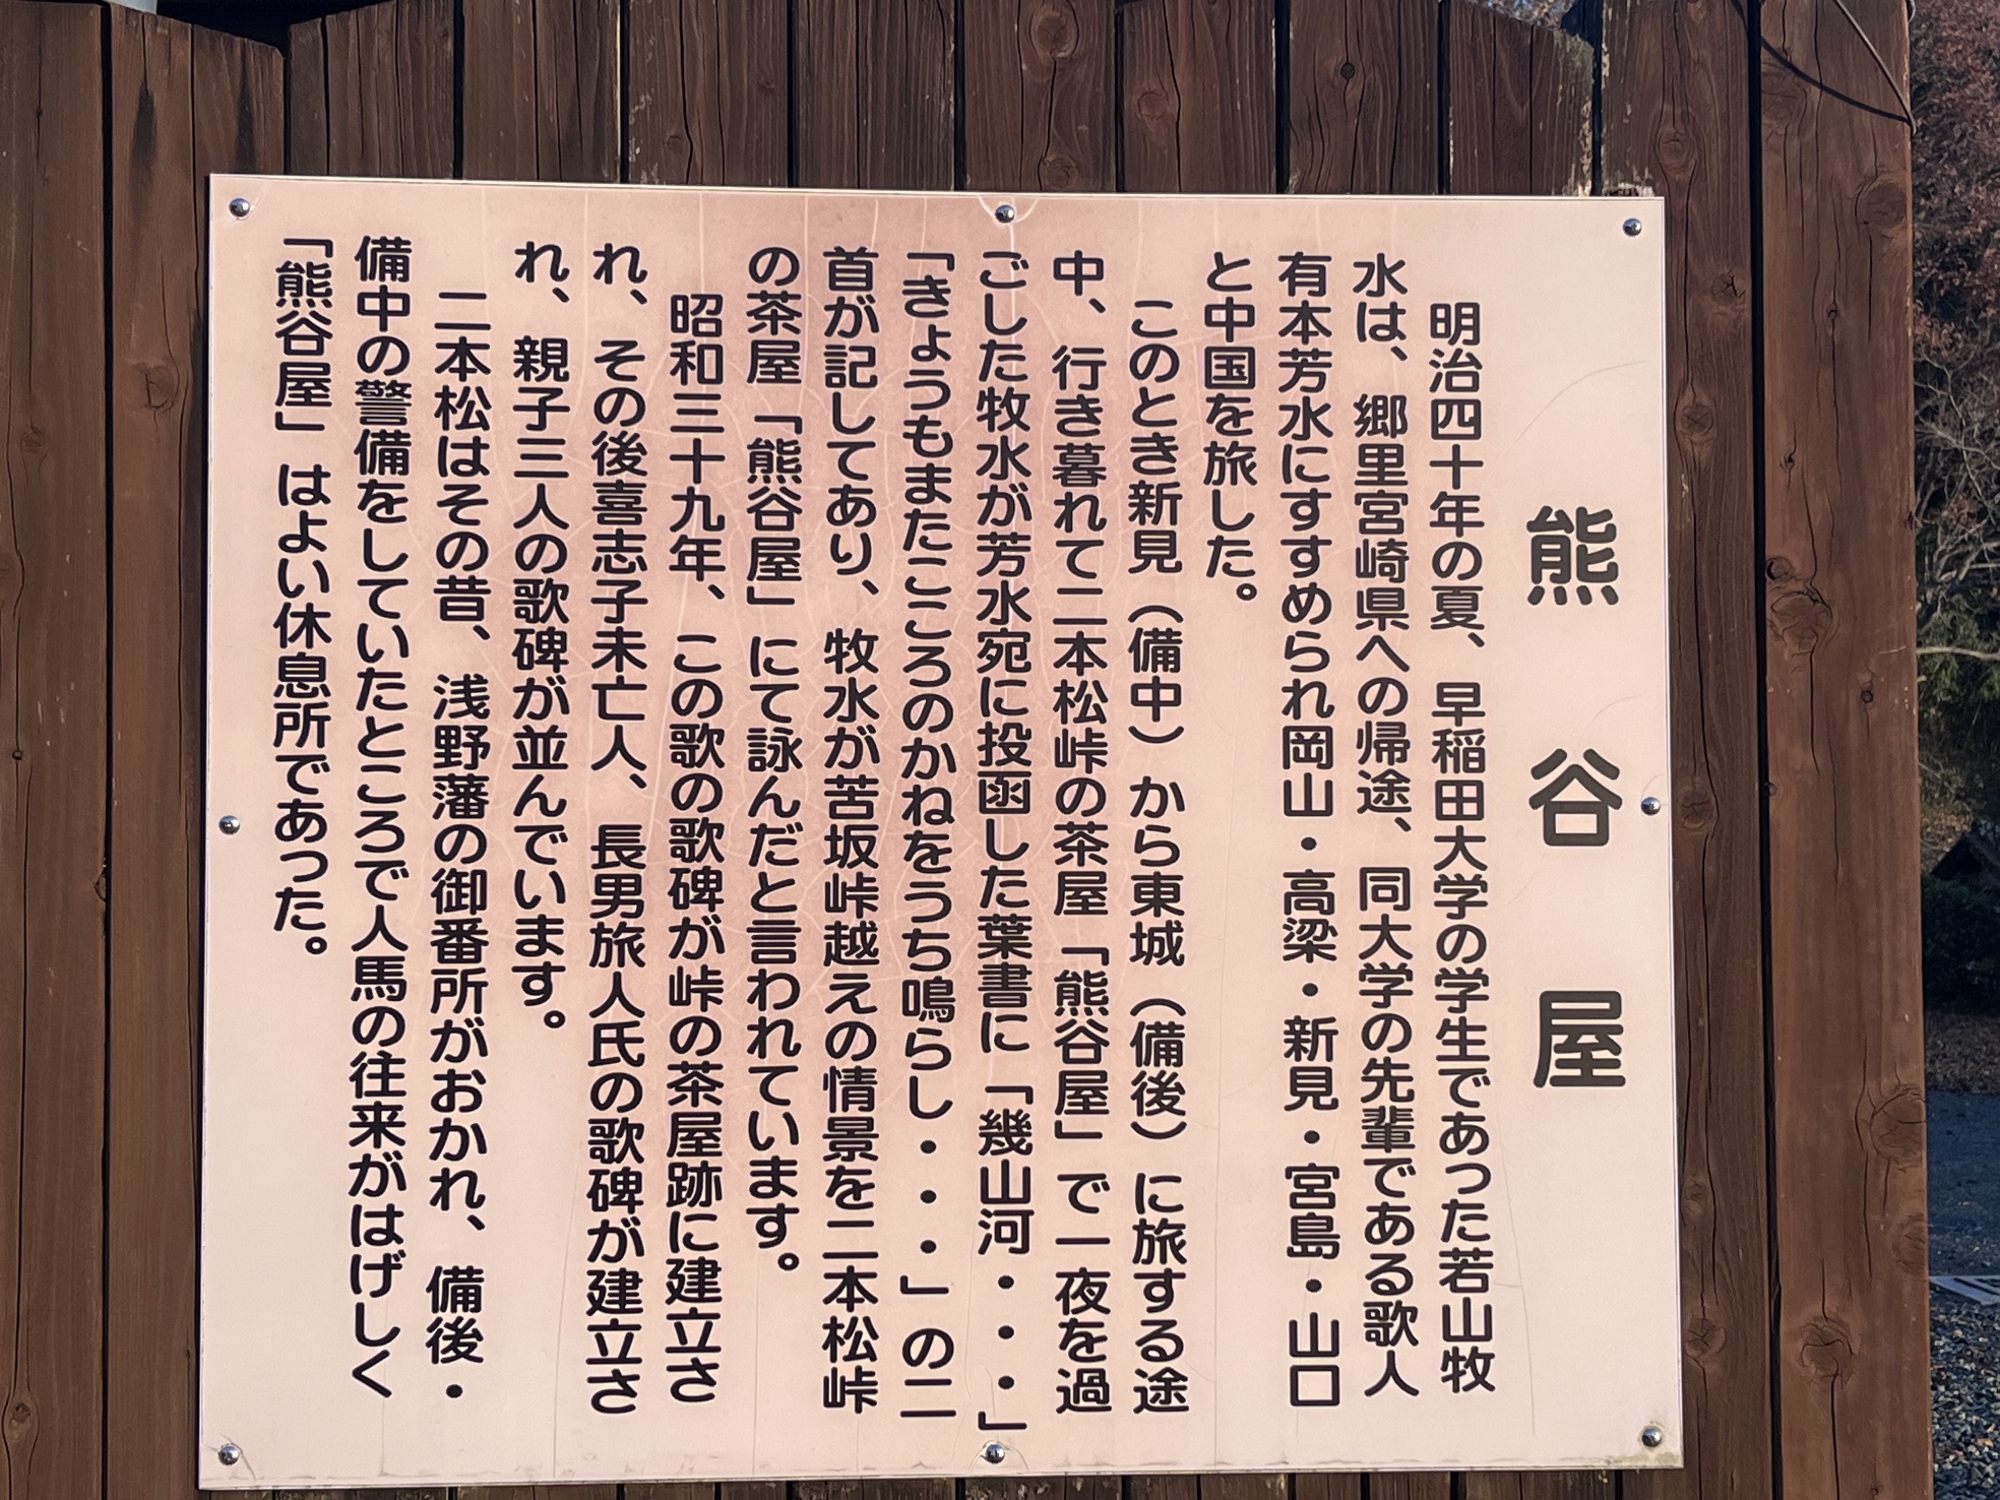 熊谷屋
明治四十年の夏、早稲田大学の学生であった若山牧
水は、郷里宮崎県への帰途、同大学の先輩である歌人
有本芳水にすすめられ岡山・高梁・新見・宮島・山口
と中国を旅した。
このとき新見（備中）から東城（備後）に旅する途
中、行き暮れて二本松峠の茶屋「熊谷屋」で一夜を過
ごした牧水が芳水宛に投函した葉書に「幾山河・・・」
「きょうもまたこころのかねをうち鳴らし・・・」の二
首が記してあり、牧水が苦坂峠越えの情景を二本松峠
の茶屋「熊谷屋」にて詠んだと言われています。
昭和三十九年、この歌の歌碑が峠の茶屋跡に建立さ
れ、その後喜志子未亡人、長男旅人氏の歌碑が建立さ
れ、親子三人の歌碑が並んでいます。
二本松はその昔、浅野藩の御番所がおかれ、備後・
備中の警備をしていたところで人馬の往来がはげしく
「熊谷屋」はよい休息所であった。